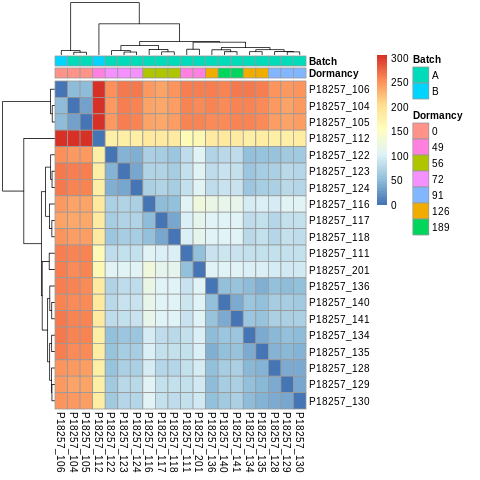 Batch
Dormancy
P18257_106
P18257_104
P18257_105
P18257_112
P18257_122
P18257_123
P18257_124
P18257_116
P18257_117
P18257_118
P18257_111
P18257_201
P18257_136
P18257_140
P18257_141
P18257_134
P18257_135
P18257_128
P18257_129
P18257_130
P18257_106
P18257_104
P18257_105
P18257_112
P18257_122
P18257_123
P18257_124
P18257_116
P18257_117
P18257_118
P18257_111
P18257_201
P18257_136
P18257_140
P18257_141
P18257_134
P18257_135
P18257_128
P18257_129
P18257_130
300
250
200
150
100
50
0
Batch
A
B
Dormancy
0
49
56
72
91
126
189